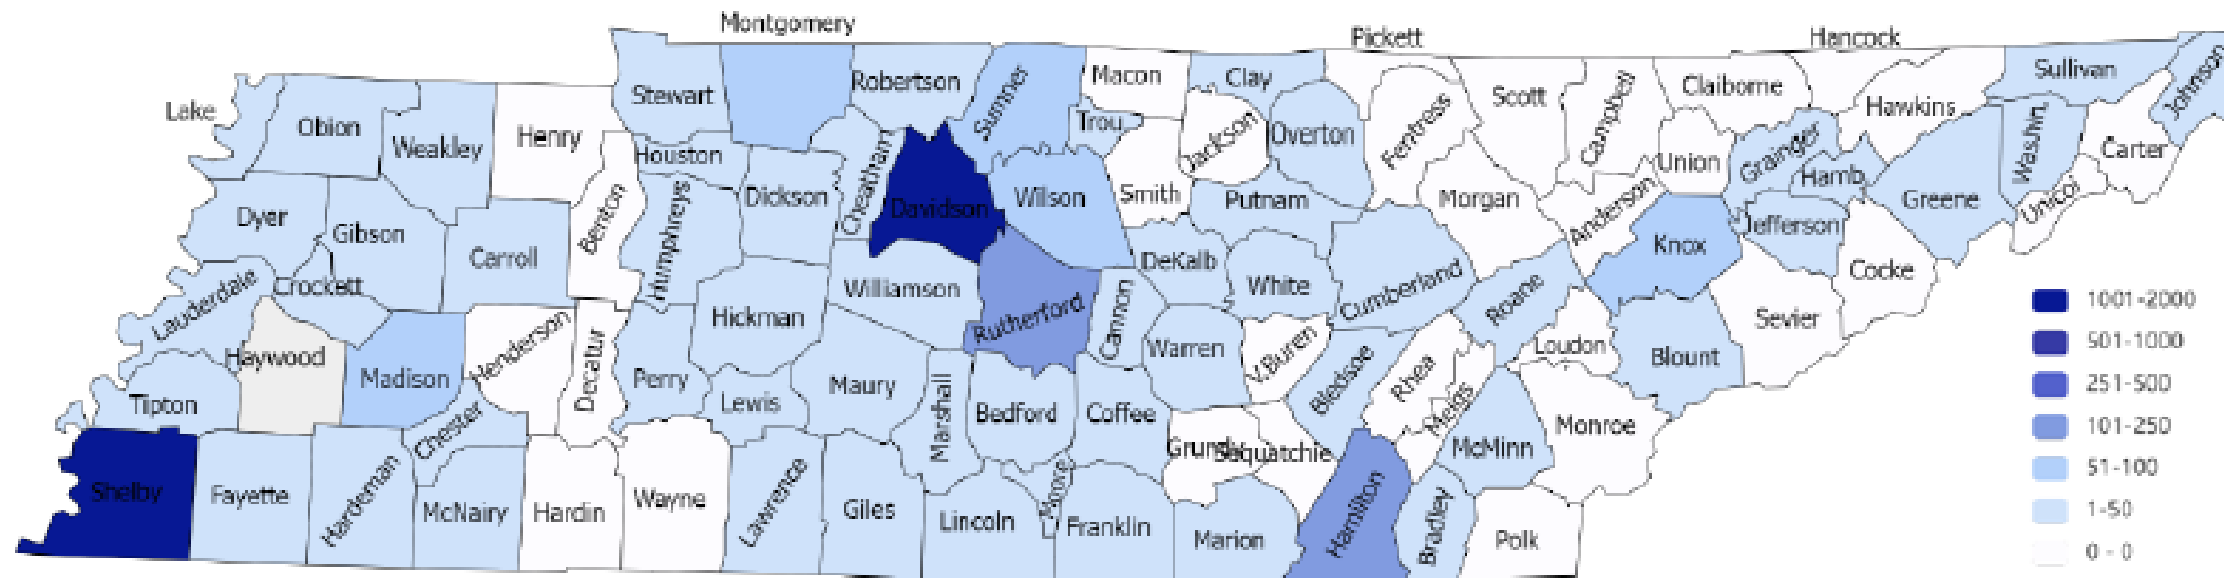 Montgomery
Pickett
Hancock
Lake
Obion
Weakley
Henry
Stewart
Robertson
Sumner
Macon
Clay
Trou
Jackson
Overton
Fentress
Scott
Campbell
Claiborne
Union
Grainger
Hawkins
Hamb
Sullivan
Johnson
Washin
Carter
Unicoi
Greene
Houston
Benton
Humphreys
Dickson
Cheatham
Davidson
Wilson
Smith
Putnam
Morgan
Anderson
Knox
Jefferson
Cocke
Dyer
Gibson
Carroll
Crockett
Lauderdale
Williamson
Rutherford
Cannon
DeKalb
White
Cumberland
Roane
Loudon
Blount
Sevier
Haywood
Madison
Henderson
Decatur
Hickman
Perry
Lewis
Maury
Marshall
Bedford
Coffee
Warren
V.Buren
Bledsoe
Rhea
Meigs
McMinn
Monroe
Tipton
Chester
Grundy
Sequatchie
Shelby
Fayette
Hardeman
McNairy
Hardin
Wayne
Lawrence
Giles
Lincoln
Moore
Franklin
Marion
Hamilton
Bradley
Polk
1001-2000
501-1000
251-500
101-250
51-100
1-50
0 - 0